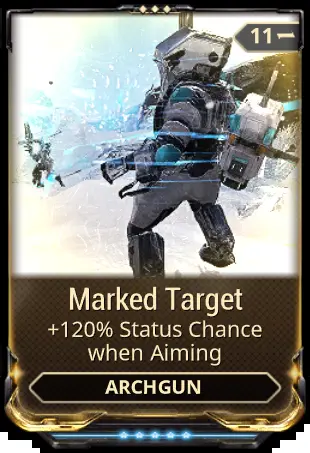 11
Marked Target
+120% Status Chance
when Aiming
ARCHGUN